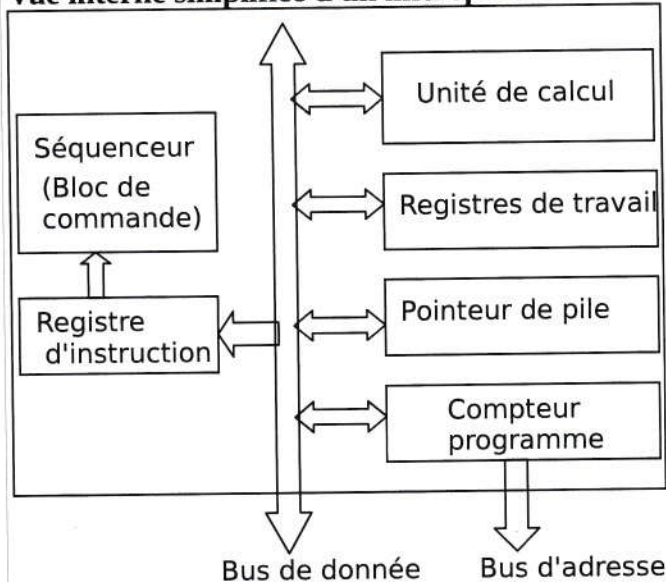 Vue interne simplifiée d'un
Unité de calcul
Séquenceur
(Bloc de
commande)
Registres de travail
Registre
d'instruction
Pointeur de pile
Compteur
programme
Bus de donnée
Bus d'adresse